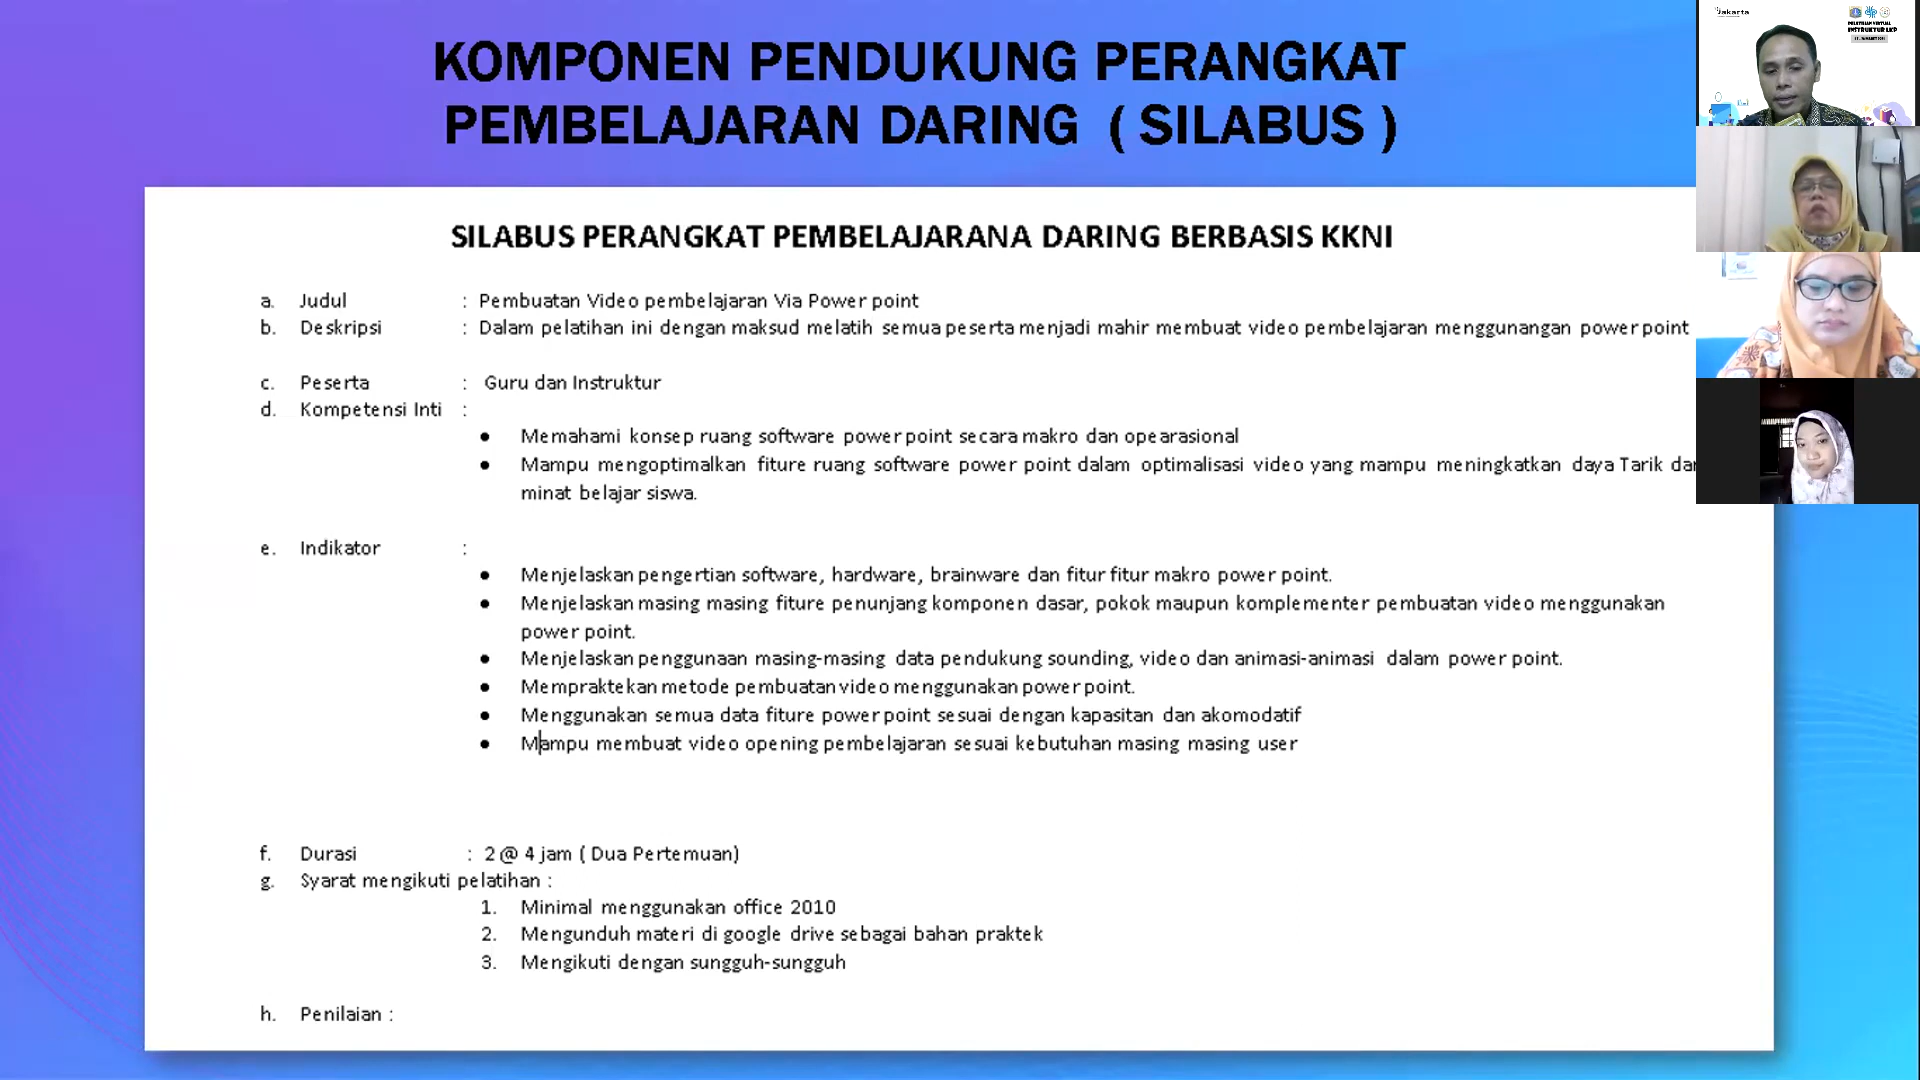 KOMPONEN PENDUKUNG PERANGKAT
PEMBELAJARAN DARING ( SILABUS )
SILABUS PERANGKAT PEMBELAJARANA DARING BERBASIS KKNI
a. Judul : Pembuatan Video pembelajaran Via Power point
b. Deskripsi : Dalam pelatihan ini dengan maksud melatih semua peserta menjadi mahir membuat video pembelajaran menggunangan power point
c. Peserta : Guru dan Instruktur
d. Kompetensi Inti :
• Memahami konsep ruang software power point secara makro dan opearasional
• Mampu mengoptimalkan fiture ruang software power point dalam optimalisasi video yang mampu meningkatkan daya Tarik dan
minat belajar siswa.
e. Indikator :
• Menjelaskan pengertian software, hardware, brainware dan fitur fitur makro power point.
• Menjelaskan masing masing fiture penunjang komponen dasar, pokok maupun komplementer pembuatan video menggunakan
power point.
• Menjelaskan penggunaan masing-masing data pendukung sounding, video dan animasi-animasi dalam power point.
• Mempraktekan metode pembuatan video menggunakan power point.
• Menggunakan semua data fiture power point sesuai dengan kapasitan dan akomodatif
• Mampu membuat video opening pembelajaran sesuai kebutuhan masing masing user
f. Durasi : 2 @ 4 jam ( Dua Pertemuan)
g. Syarat mengikuti pelatihan :
1. Minimal menggunakan office 2010
2. Mengunduh materi di google drive sebagai bahan praktek
3. Mengikuti dengan sungguh-sungguh
h. Penilaian :
Jakarta
PELATIHAN VIRTUAL
INSTRUKTUR LKP